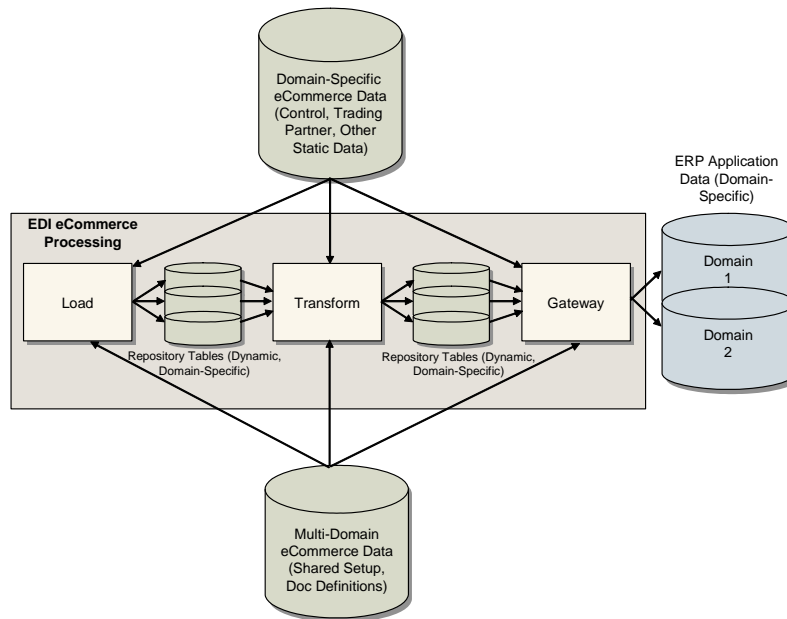 Domain-Specific
eCommerce Data
(Control, Trading
Partner, Other
Static Data)
ERP Application
Data (Domain-
Specific)
EDI eCommerce
Processing
Load
Transform
Gateway
Domain
1
Domain
2
Repository Tables (Dynamic,
Domain-Specific)
Repository Tables (Dynamic,
Domain-Specific)
Multi-Domain
eCommerce Data
(Shared Setup,
Doc Definitions)